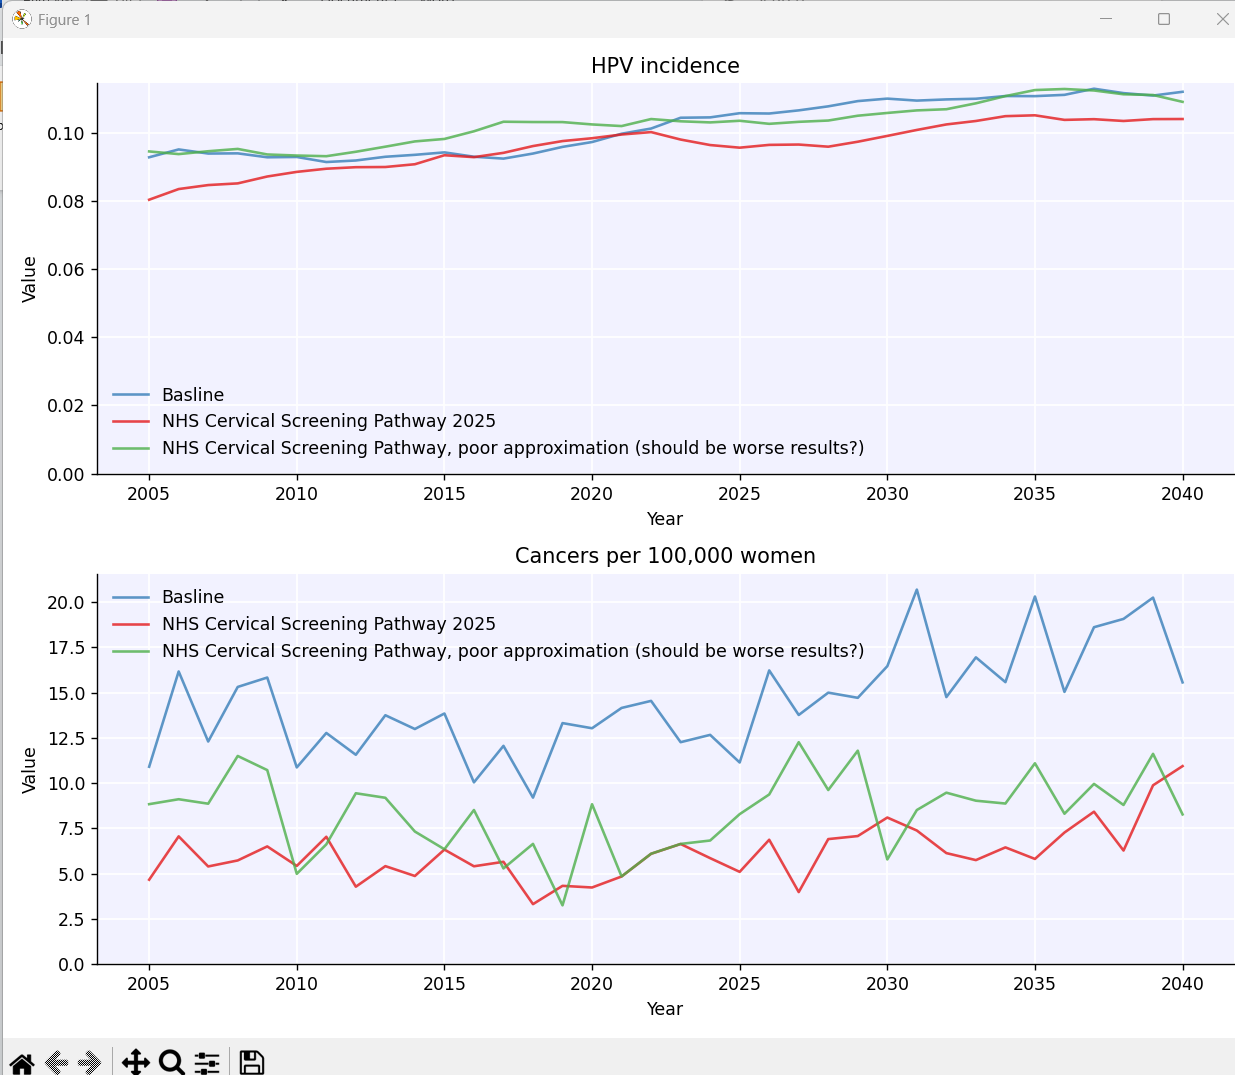 Figure 1
HPV incidence
0.10
0.08
0.06
0.04
0.02
0.00
Value
Basline
NHS Cervical Screening Pathway 2025
NHS Cervical Screening Pathway, poor approximation (should be worse results?)
2005 2010 2015 2020 2025 2030 2035 2040
Year
Cancers per 100,000 women
20.0
17.5
15.0
12.5
10.0
7.5
5.0
2.5
0.0
Value
Basline
NHS Cervical Screening Pathway 2025
NHS Cervical Screening Pathway, poor approximation (should be worse results?)
2005 2010 2015 2020 2025 2030 2035 2040
Year